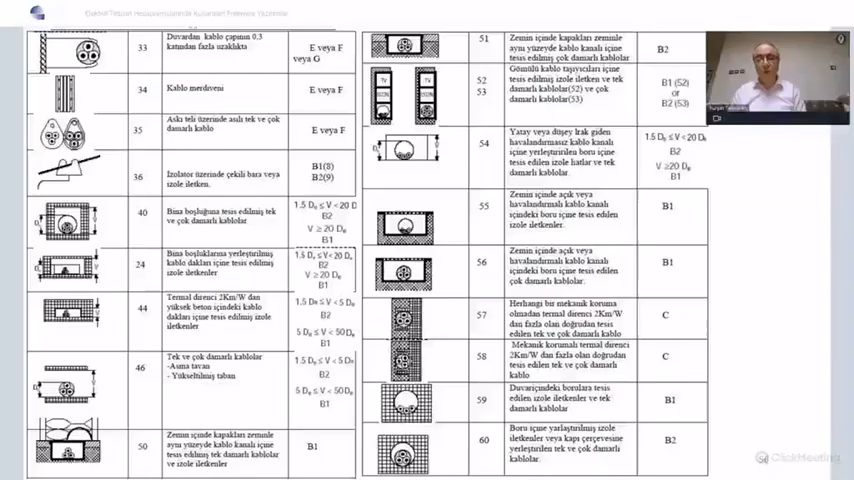 Elektrik Tesisatı Hesaplamalarında Kullanılan
Duvardan kablo çapının 0.3
katından fazla uzaklıkta
33
E veya F
veya G
34
Kablo merdiveni
E veya F
35
Askı teli üzerinde asılı tek ve çok
damarlı kablo
E veya F
36
İzolatör üzerinde çekili bara veya
izole iletken.
B1(8)
B2(9)
40
Bina boşluğuna tesis edilmiş tek
ve çok damarlı kablolar
1.5 De ≤ V <20 D
B2
V ≥ 20 De
B1
24
Bina boşluklarına yerleştirilmiş
kablo dakları içine tesis edilmiş
izole iletkenler
1.5 De ≤ V<20 De
B2
V ≥ 20 De
B1
44
Termal direnci 2Km/W dan
yüksek beton içindeki kablo
dakları içine tesis edilmiş izole
iletkenler
1.5 De ≤ V <5 De
B2
5 De ≤ V <50 De
B1
46
Tek ve çok damarlı kablolar
-Asma tavan
- Yükseltilmiş taban
1.5 De ≤ V <5 De
B2
5 De ≤ V <50 De
B1
50
Zemin içinde kapakları zeminle
aynı yüzeyde kablo kanalı içine
tesis edilmiş tek damarlı kablolar
ve izole iletkenler
B1
51
Zemin içinde kapakları zeminle
aynı yüzeyde kablo kanalı içine
tesis edilmiş çok damarlı kablolar
B2
TV
TV
52
53
Gömülü kablo taşıyıcıları içine
tesis edilmiş izole iletken ve tek
damarlı kablolar(52) ve çok
damarlı kablolar(53)
B1 (52)
or
B2 (53)
54
Yatay veya düşey lrak giden
havalandırmasız kablo kanalı
içine yerleştiririlen boru içine
tesis edilen izole hatlar ve tek
damarlı kablolar.
1.5 De ≤ V <20 De
B2
V ≥20 De
B1
55
Zemin içinde açık veya
havalandırmalı kablo kanalı
içindeki boru içine tesis edilen
izole iletkenler.
B1
56
Zemin içinde açık veya
havalandırmalı kablo kanalı
içindeki boru içine tesis edilen
çok damarlı kablolar.
B1
57
Herhangi bir mekanik koruma
olmadan termal direnci 2Km/W
dan fazla olan doğrudan tesis
edilen tek ve çok damarlı kablo
C
58
Mekanik korumalı termal direnci
2Km/W dan fazla olan doğrudan
tesis edilen tek ve çok damarlı
kablo
C
59
Duvariçindeki borulara tesis
edilen izole iletkenler ve tek
damarlı kablolar
B1
60
Boru içine yarlaştırılmış izole
iletkenler veya kapı çerçevesine
yerleştirilen tek ve çok damarlı
kablolar.
B2
ClickMeeting